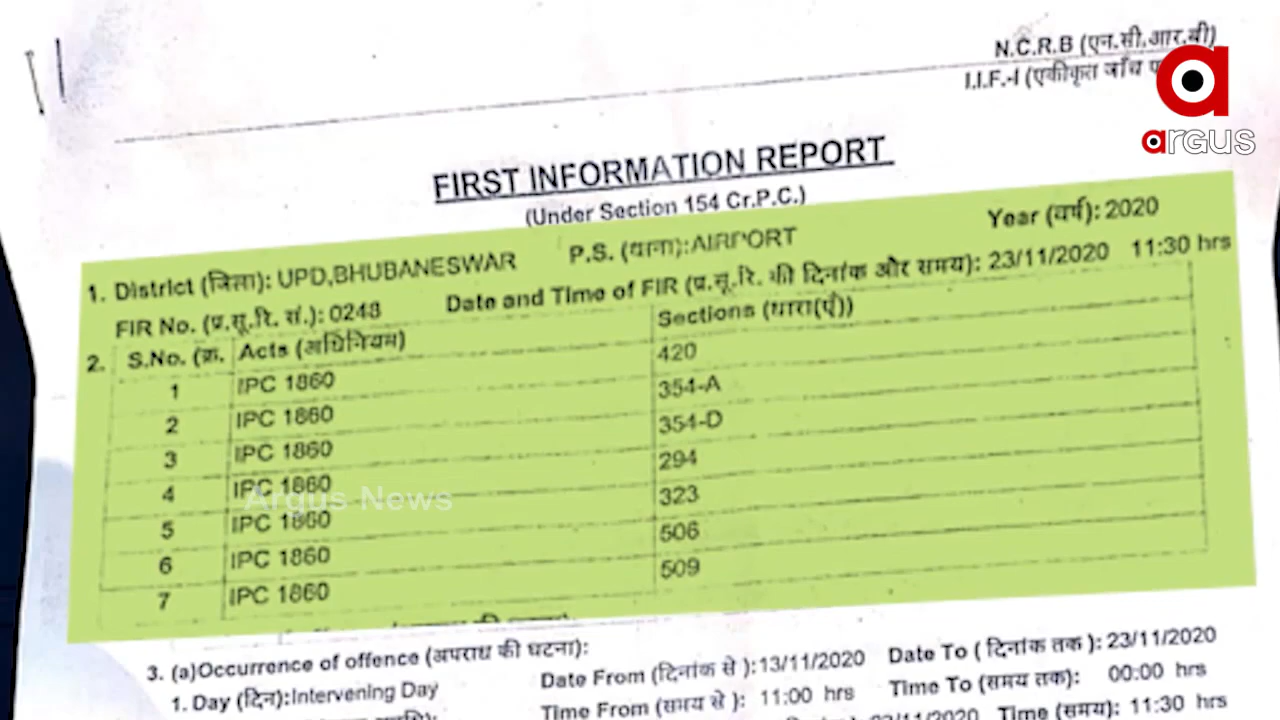 N.C.R.B (एन.सी.आर.बी)
I.I.F.-I (एकीकृत जाँच
argus
FIRST INFORMATION REPORT
(Under Section 154 Cr.P.C.)
1. District (जिला): UPD,BHUBANESWAR P.S. (थाना):AIRPORT Year (वर्ष): 2020
FIR No. (प्र.सू.रि. सं.): 0248 Date and Time of FIR (प्र.सू.रि. की दिनांक और समय): 23/11/2020 11:30 hrs
2. S.No. (क्र. Acts (अधिनियम) Sections (धारा(एँ))
1 IPC 1860 420
2 IPC 1860 354-A
3 IPC 1860 354-D
4 IPC 1860 294
5 IPC 1860 323
6 IPC 1860 506
7 IPC 1860 509
Argus News
3. (a)Occurrence of offence (अपराध की घटना):
1. Day (दिन):Intervening Day Date From (दिनांक से ):13/11/2020 Date To ( दिनांक तक ): 23/11/2020
Time From (समय से ): 11:00 hrs Time To (समय तक): 00:00 hrs
Time (समय): 11:30 hrs